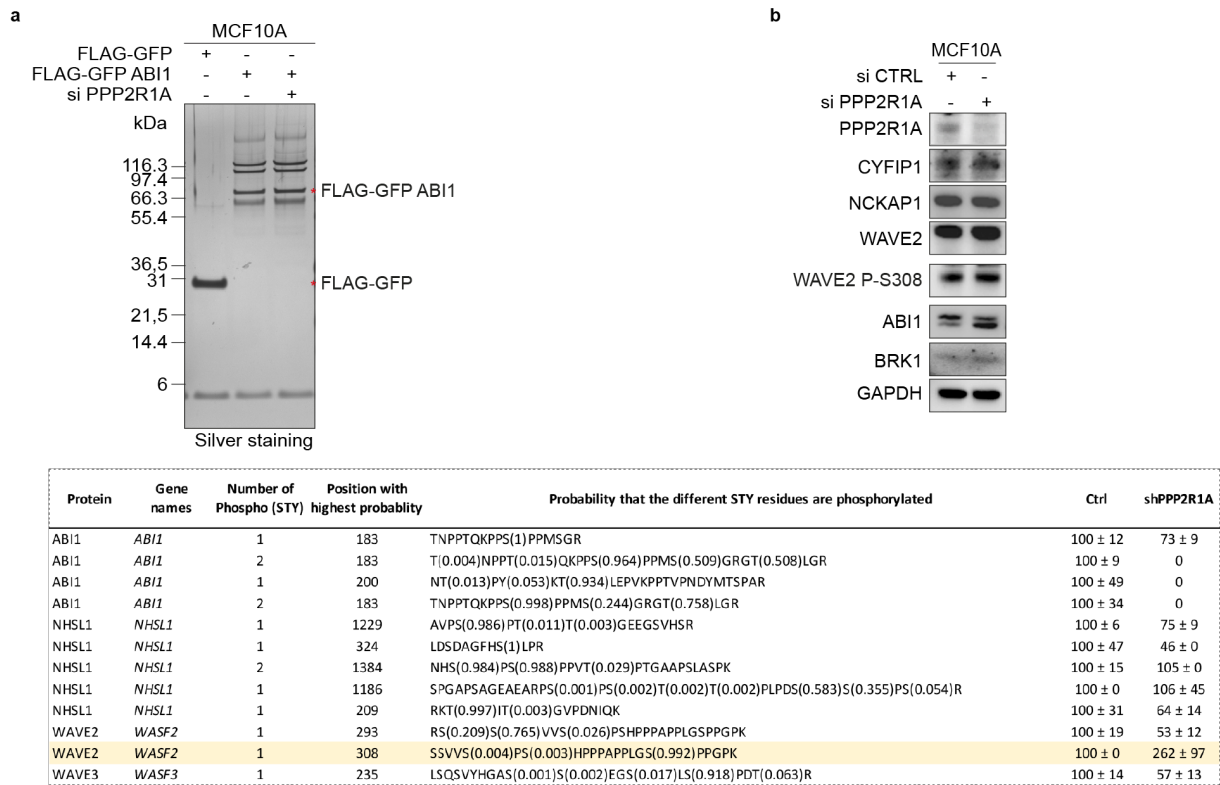 a
MCF10A
FLAG-GFP + - -
FLAG-GFP ABI1 - + +
si PPP2R1A - - +
kDa
116.3
97.4
66.3
55.4
36,5
31
21,5
14.4
6
* FLAG-GFP ABI1
* FLAG-GFP
Silver staining
b
MCF10A
si CTRL + -
si PPP2R1A - +
PPP2R1A
CYFIP1
NCKAP1
WAVE2
WAVE2 P-S308
ABI1
BRK1
GAPDH
Protein Gene names Number of Phospho (STY) Position with highest probablity Probability that the different STY residues are phosphorylated Ctrl shPPP2R1A
ABI1 ABI1 1 183 TNPPTQKPPS(1)PPMSGR 100 ± 12 73 ± 9
ABI1 ABI1 2 183 T(0.004)NPPT(0.015)QKPPS(0.964)PPMS(0.509)GRGT(0.508)LGR 100 ± 9 0
ABI1 ABI1 1 200 NT(0.013)PY(0.053)KT(0.934)LEPVKPPTVPNDYMTSPAR 100 ± 49 0
ABI1 ABI1 2 183 TNPPTQKPPS(0.998)PPMS(0.244)GRGT(0.758)LGR 100 ± 34 0
NHSL1 NHSL1 1 1229 AVPS(0.986)PT(0.011)T(0.003)GEEGSVHSR 100 ± 6 75 ± 9
NHSL1 NHSL1 1 324 LDSDAGFHS(1)LPR 100 ± 47 46 ± 0
NHSL1 NHSL1 2 1384 NHS(0.984)PS(0.988)PPVT(0.029)PTGAAPSLASPK 100 ± 15 105 ± 0
NHSL1 NHSL1 1 1186 SPGAPSAGEAEARPS(0.001)PS(0.002)T(0.002)T(0.002)PLPDS(0.583)S(0.355)PS(0.054)R 100 ± 0 106 ± 45
NHSL1 NHSL1 1 209 RKT(0.997)IT(0.003)GVPDNIQK 100 ± 31 64 ± 14
WAVE2 WASF2 1 293 RS(0.209)S(0.765)VVS(0.026)PSHPPPAPPLGSPPGPK 100 ± 19 53 ± 12
WAVE2 WASF2 1 308 SSVVS(0.004)PS(0.003)HPPPAPPLGS(0.992)PPGPK 100 ± 0 262 ± 97
WAVE3 WASF3 1 235 LSQSVYHGAS(0.001)S(0.002)EGS(0.017)LS(0.918)PDT(0.063)R 100 ± 14 57 ± 13